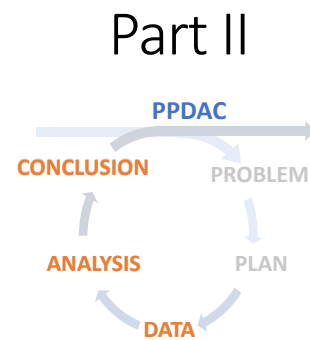 Part II
PPDAC
CONCLUSION
PROBLEM
ANALYSIS
PLAN
DATA